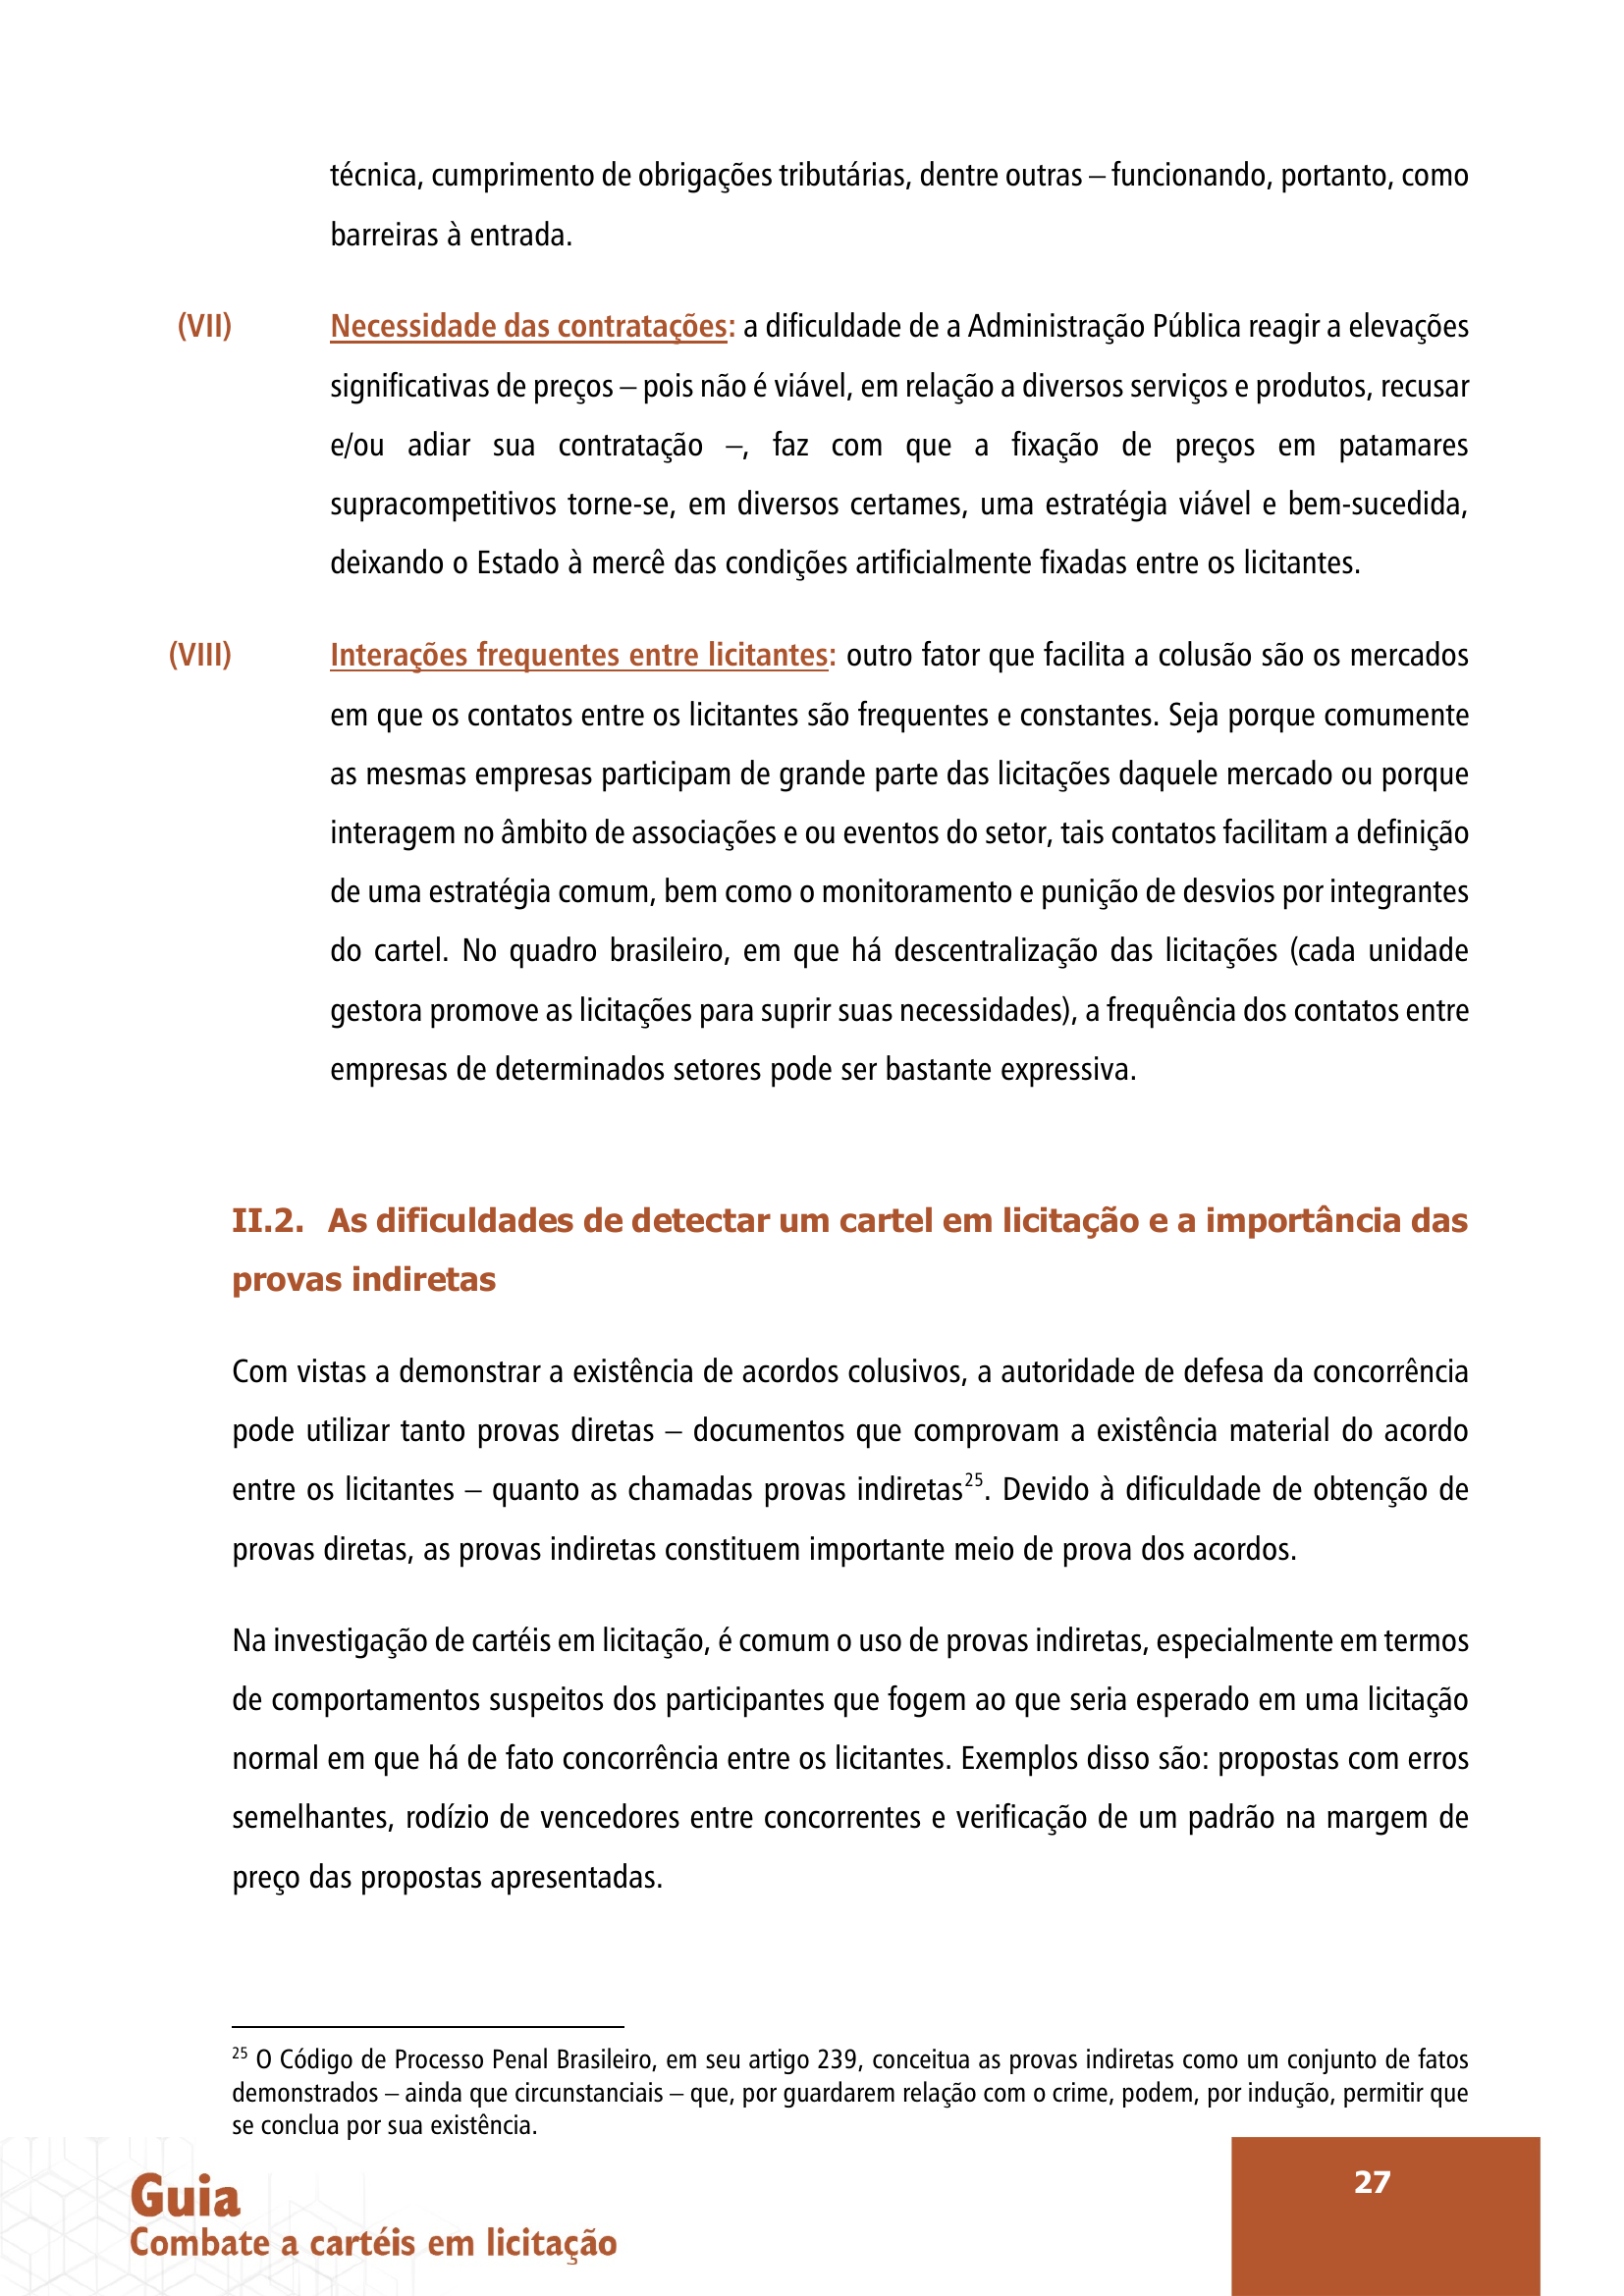 técnica, cumprimento de obrigações tributárias, dentre outras – funcionando, portanto, como
barreiras à entrada.
(VII) Necessidade das contratações: a dificuldade de a Administração Pública reagir a elevações
significativas de preços – pois não é viável, em relação a diversos serviços e produtos, recusar
e/ou adiar sua contratação –, faz com que a fixação de preços em patamares
supracompetitivos torne-se, em diversos certames, uma estratégia viável e bem-sucedida,
deixando o Estado à mercê das condições artificialmente fixadas entre os licitantes.
(VIII) Interações frequentes entre licitantes: outro fator que facilita a colusão são os mercados
em que os contatos entre os licitantes são frequentes e constantes. Seja porque comumente
as mesmas empresas participam de grande parte das licitações daquele mercado ou porque
interagem no âmbito de associações e ou eventos do setor, tais contatos facilitam a definição
de uma estratégia comum, bem como o monitoramento e punição de desvios por integrantes
do cartel. No quadro brasileiro, em que há descentralização das licitações (cada unidade
gestora promove as licitações para suprir suas necessidades), a frequência dos contatos entre
empresas de determinados setores pode ser bastante expressiva.
II.2. As dificuldades de detectar um cartel em licitação e a importância das
provas indiretas
Com vistas a demonstrar a existência de acordos colusivos, a autoridade de defesa da concorrência
pode utilizar tanto provas diretas – documentos que comprovam a existência material do acordo
entre os licitantes – quanto as chamadas provas indiretas25. Devido à dificuldade de obtenção de
provas diretas, as provas indiretas constituem importante meio de prova dos acordos.
Na investigação de cartéis em licitação, é comum o uso de provas indiretas, especialmente em termos
de comportamentos suspeitos dos participantes que fogem ao que seria esperado em uma licitação
normal em que há de fato concorrência entre os licitantes. Exemplos disso são: propostas com erros
semelhantes, rodízio de vencedores entre concorrentes e verificação de um padrão na margem de
preço das propostas apresentadas.
25 O Código de Processo Penal Brasileiro, em seu artigo 239, conceitua as provas indiretas como um conjunto de fatos
demonstrados – ainda que circunstanciais – que, por guardarem relação com o crime, podem, por indução, permitir que
se conclua por sua existência.
Guia
Combate a cartéis em licitação
27